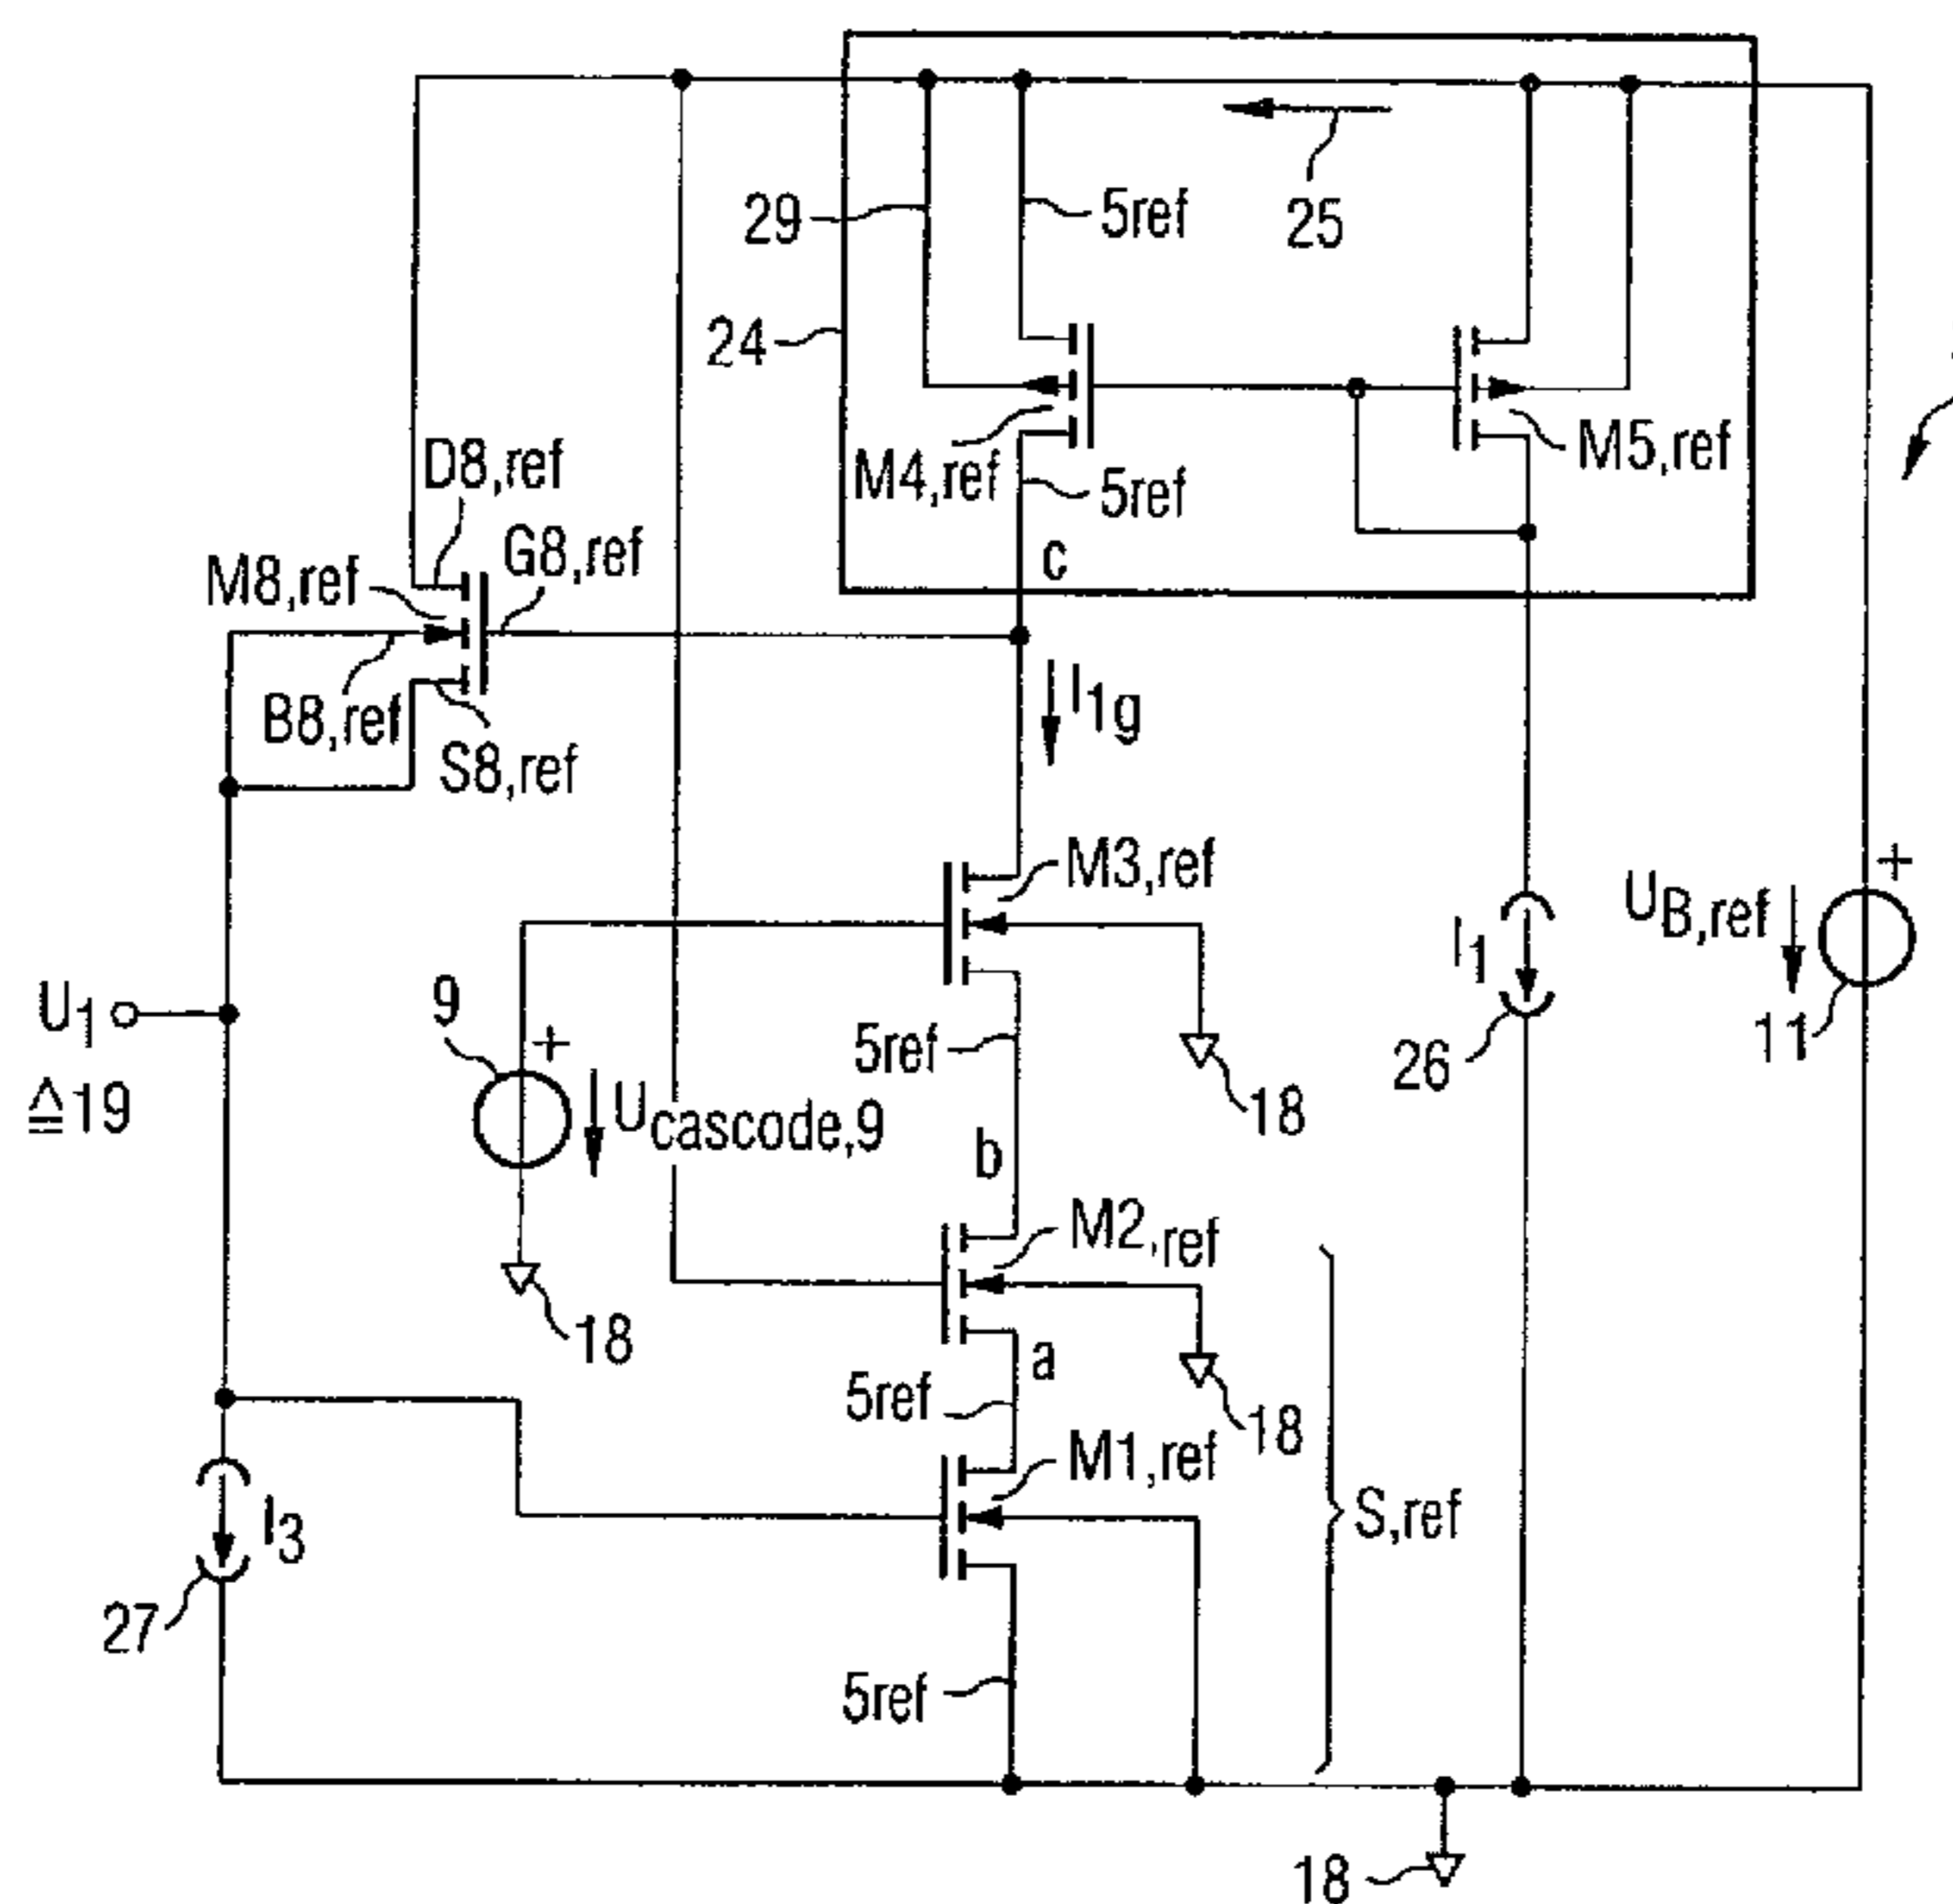 29
5ref
25
24
M4,ref
5ref
M5,ref
D8,ref
G8,ref
M8,ref
c
B8,ref
S8,ref
I1g
M3,ref
UB,ref
+
I1
U1
≙19
9
+
5ref
26
11
Ucascode,9
18
b
M2,ref
18
a
5ref
18
M1,ref
S,ref
I3
27
5ref
18